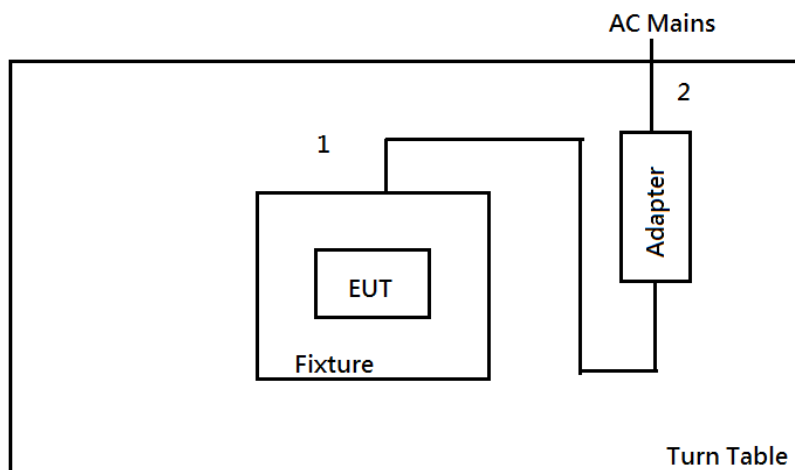 AC Mains
2
1
Adapter
EUT
Fixture
Turn Table